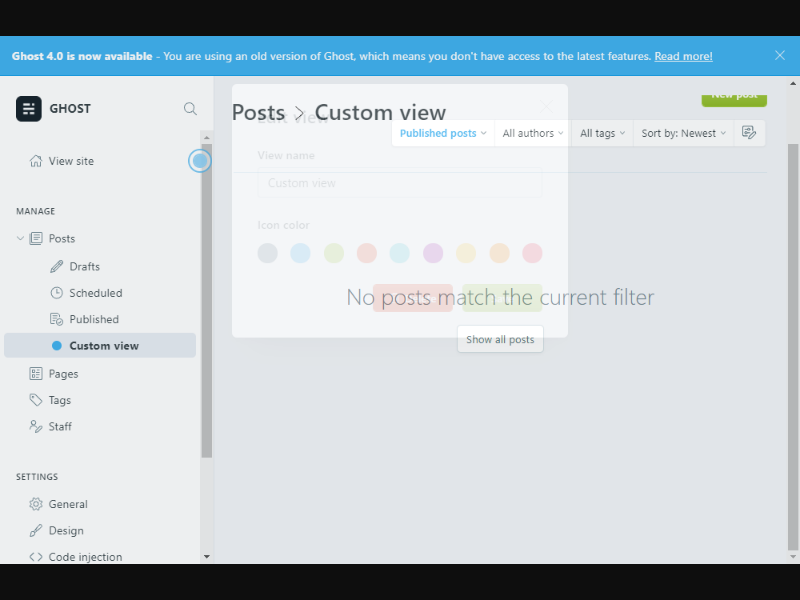 Ghost 4.0 is now available - You are using an old version of Ghost, which means you don't have access to the latest features. Read more!
GHOST
View site
MANAGE
Posts
Drafts
Scheduled
Published
Custom view
Pages
Tags
Staff
SETTINGS
General
Design
Code injection
Posts > Custom view
New post
Edit view
Published posts
All authors
All tags
Sort by: Newest
View name
Custom view
Icon color
No posts match the current filter
Show all posts